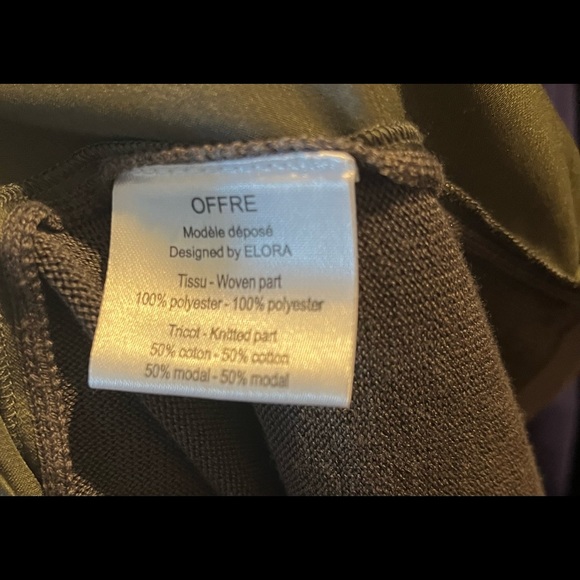 OFFRE
Modèle déposé
Designed by ELORA
Tissu - Woven part
100% polyester - 100% polyester
Tricot - Knitted part
50% coton - 50% cotton
50% modal - 50% modal